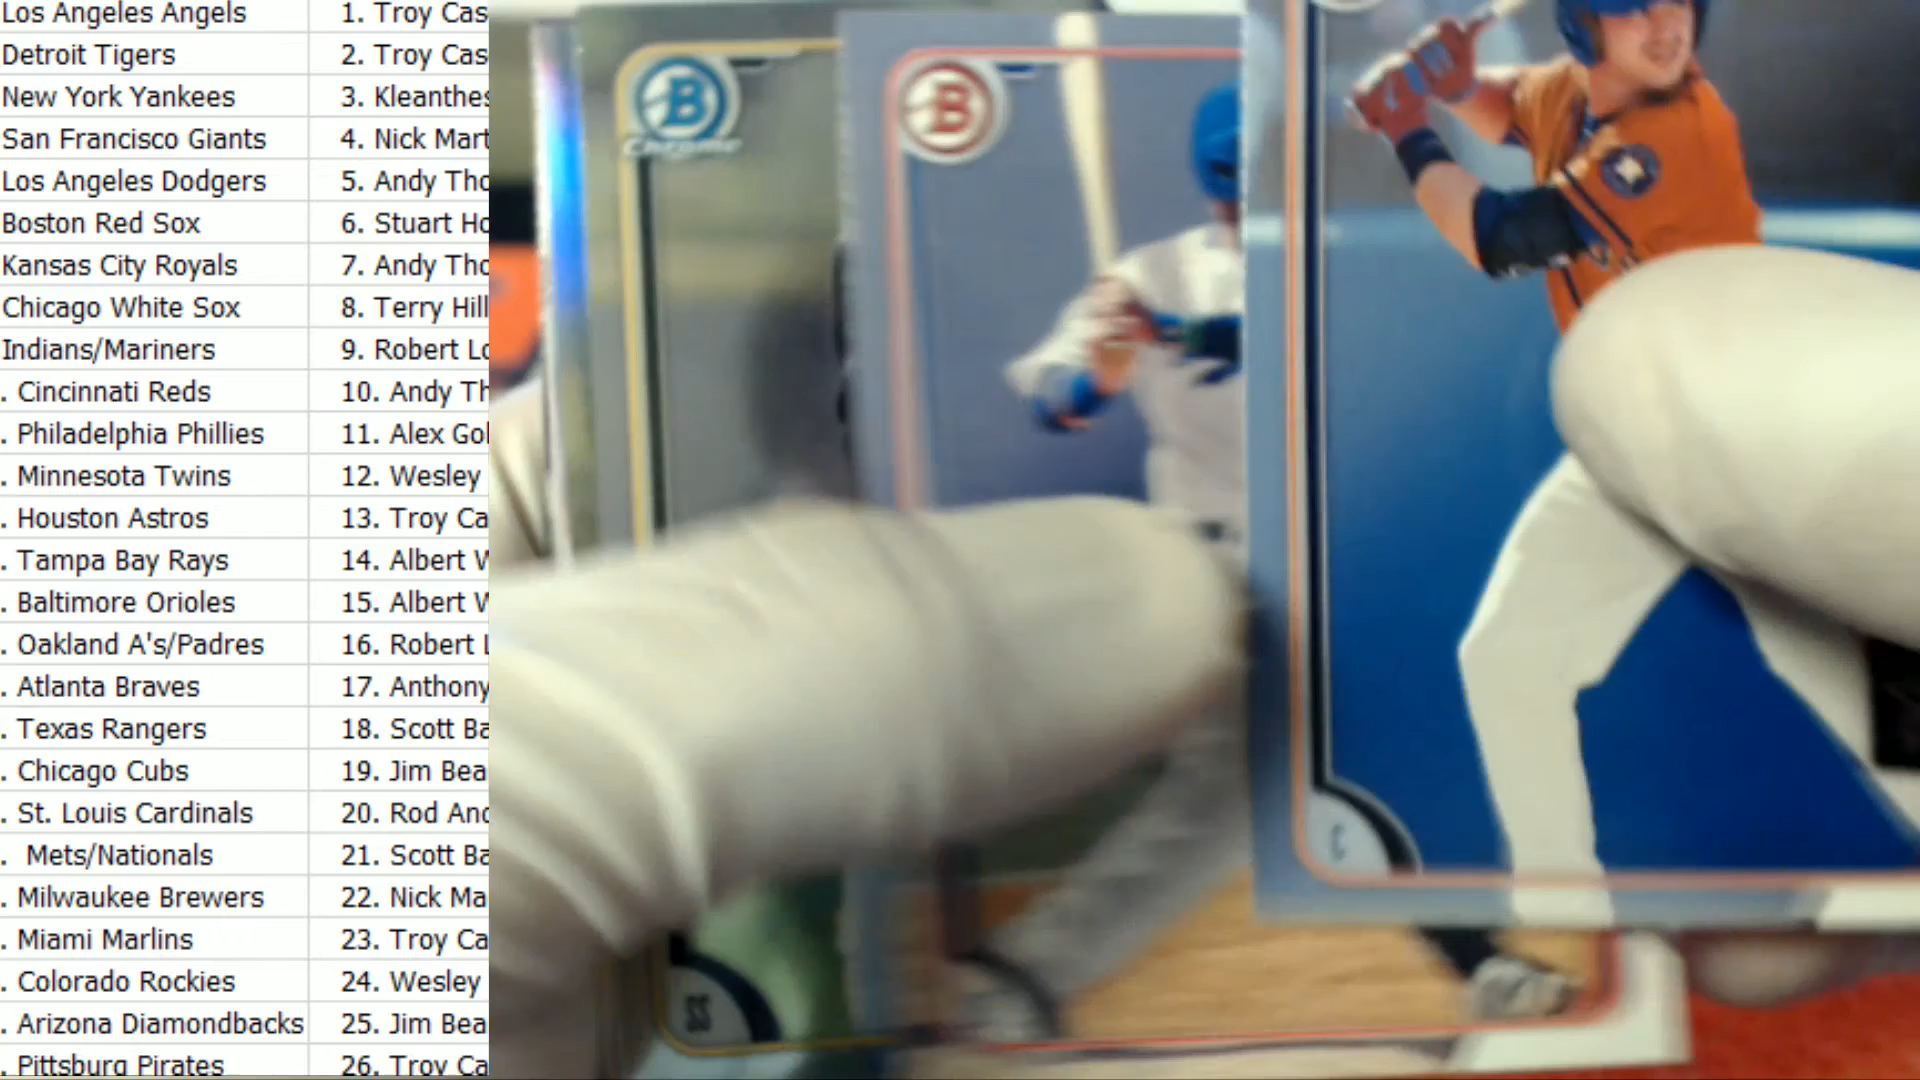 Los Angeles Angels 1. Troy Cas
Detroit Tigers 2. Troy Cas
New York Yankees 3. Kleanthes
San Francisco Giants 4. Nick Mart
Los Angeles Dodgers 5. Andy Tho
Boston Red Sox 6. Stuart Ho
Kansas City Royals 7. Andy Tho
Chicago White Sox 8. Terry Hill
Indians/Mariners 9. Robert Lo
. Cincinnati Reds 10. Andy Th
. Philadelphia Phillies 11. Alex Gol
. Minnesota Twins 12. Wesley
. Houston Astros 13. Troy Ca
. Tampa Bay Rays 14. Albert W
. Baltimore Orioles 15. Albert W
. Oakland A's/Padres 16. Robert L
. Atlanta Braves 17. Anthony
. Texas Rangers 18. Scott Ba
. Chicago Cubs 19. Jim Bea
. St. Louis Cardinals 20. Rod And
. Mets/Nationals 21. Scott Ba
. Milwaukee Brewers 22. Nick Ma
. Miami Marlins 23. Troy Ca
. Colorado Rockies 24. Wesley
. Arizona Diamondbacks 25. Jim Bea
. Pittsburg Pirates 26. Troy Ca
B
Chrome
B
C
SS